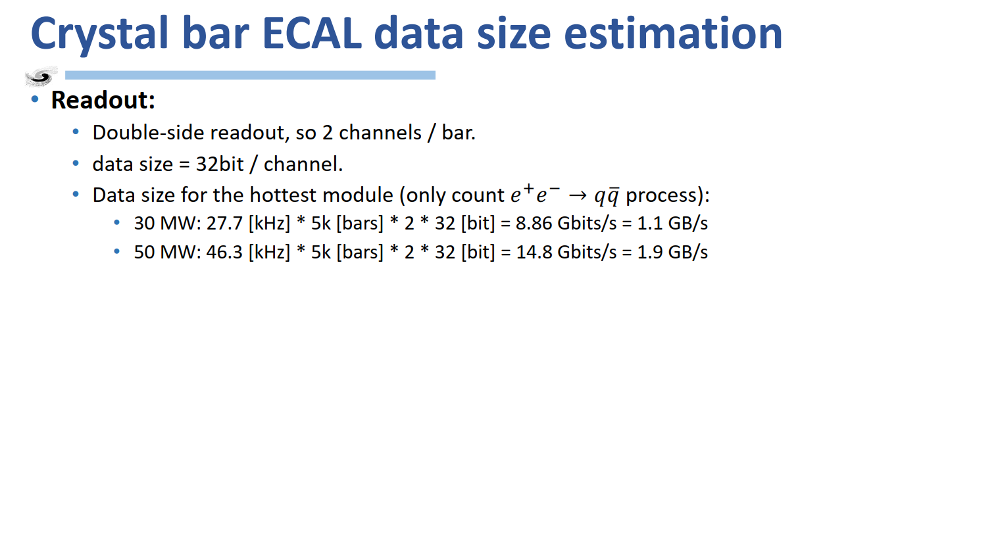 Crystal bar ECAL data size estimation
• Readout:
• Double-side readout, so 2 channels / bar.
• data size = 32bit / channel.
• Data size for the hottest module (only count e⁺e⁻ → qq̄ process):
• 30 MW: 27.7 [kHz] * 5k [bars] * 2 * 32 [bit] = 8.86 Gbits/s = 1.1 GB/s
• 50 MW: 46.3 [kHz] * 5k [bars] * 2 * 32 [bit] = 14.8 Gbits/s = 1.9 GB/s